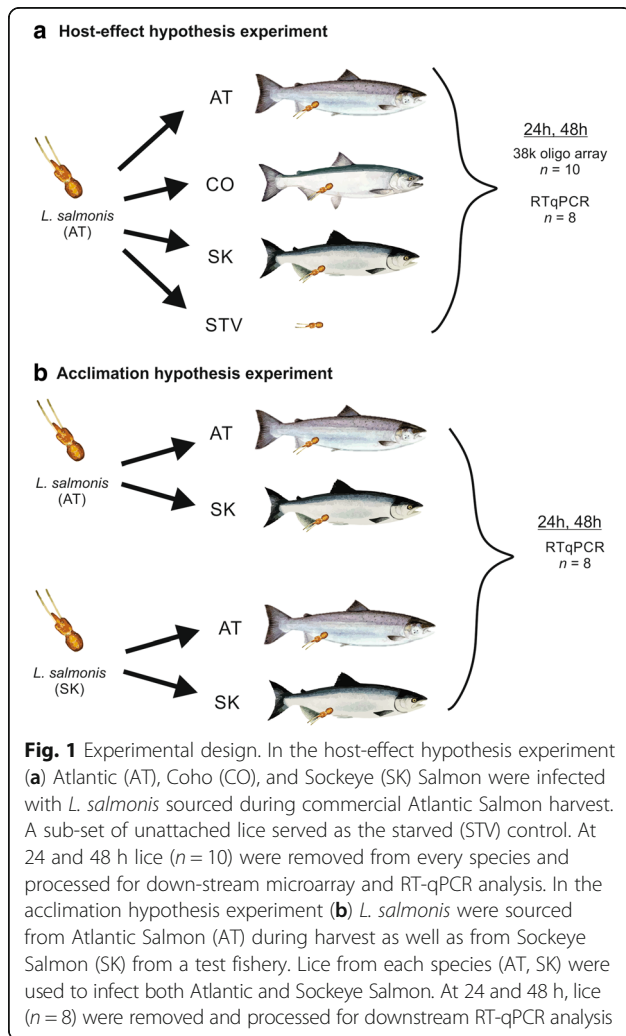 a Host-effect hypothesis experiment
AT
CO
SK
STV
L. salmonis
(AT)
24h, 48h
38k oligo array
n = 10
RTqPCR
n = 8
b Acclimation hypothesis experiment
L. salmonis
(AT)
AT
SK
L. salmonis
(SK)
AT
SK
24h, 48h
RTqPCR
n = 8
Fig. 1 Experimental design. In the host-effect hypothesis experiment
(a) Atlantic (AT), Coho (CO), and Sockeye (SK) Salmon were infected
with L. salmonis sourced during commercial Atlantic Salmon harvest.
A sub-set of unattached lice served as the starved (STV) control. At
24 and 48 h lice (n = 10) were removed from every species and
processed for down-stream microarray and RT-qPCR analysis. In the
acclimation hypothesis experiment (b) L. salmonis were sourced
from Atlantic Salmon (AT) during harvest as well as from Sockeye
Salmon (SK) from a test fishery. Lice from each species (AT, SK) were
used to infect both Atlantic and Sockeye Salmon. At 24 and 48 h, lice
(n = 8) were removed and processed for downstream RT-qPCR analysis